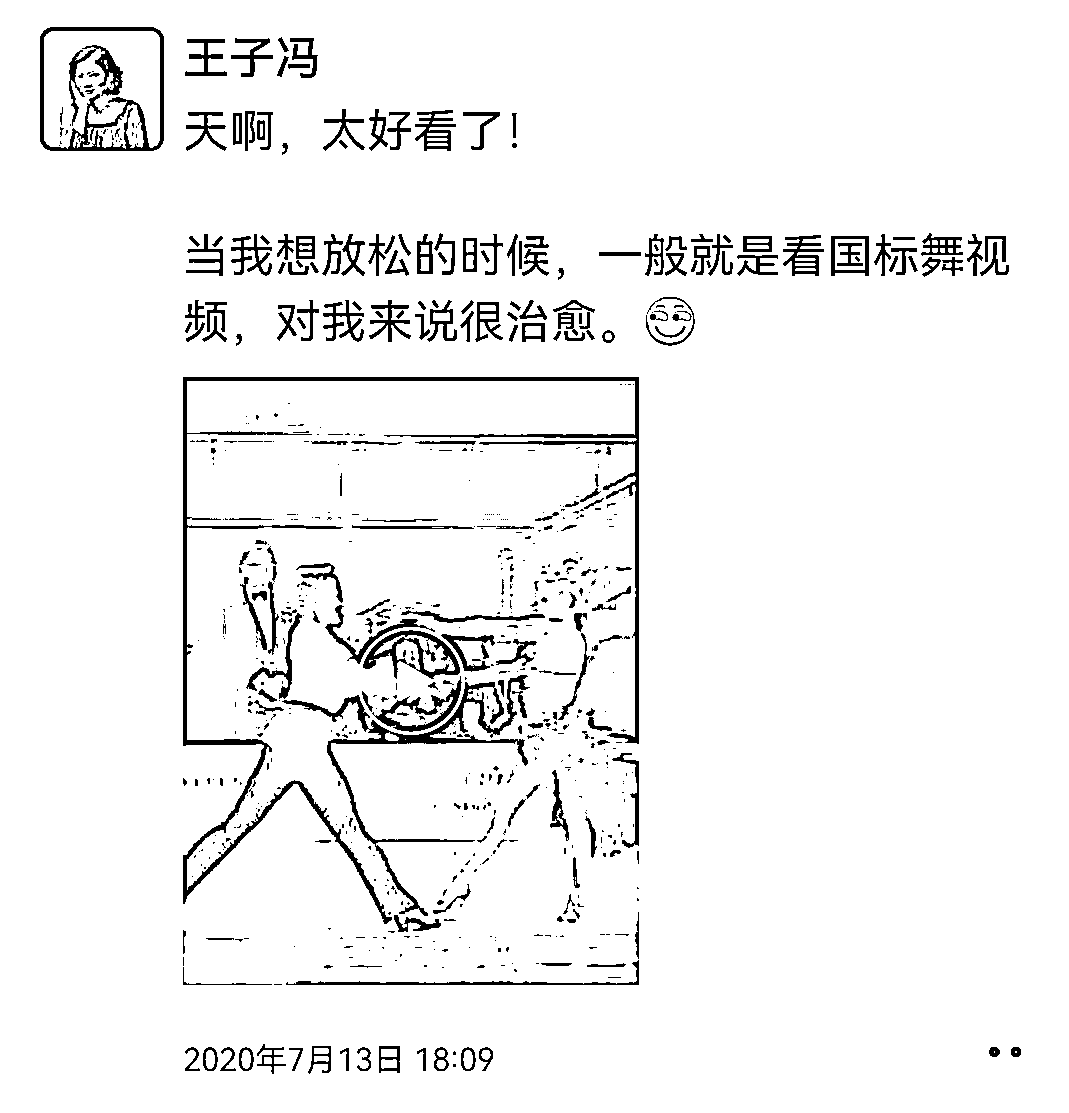 王子冯
天啊，太好看了！
当我想放松的时候，一般就是看国标舞视
频，对我来说很治愈。
2020年7月13日 18:09